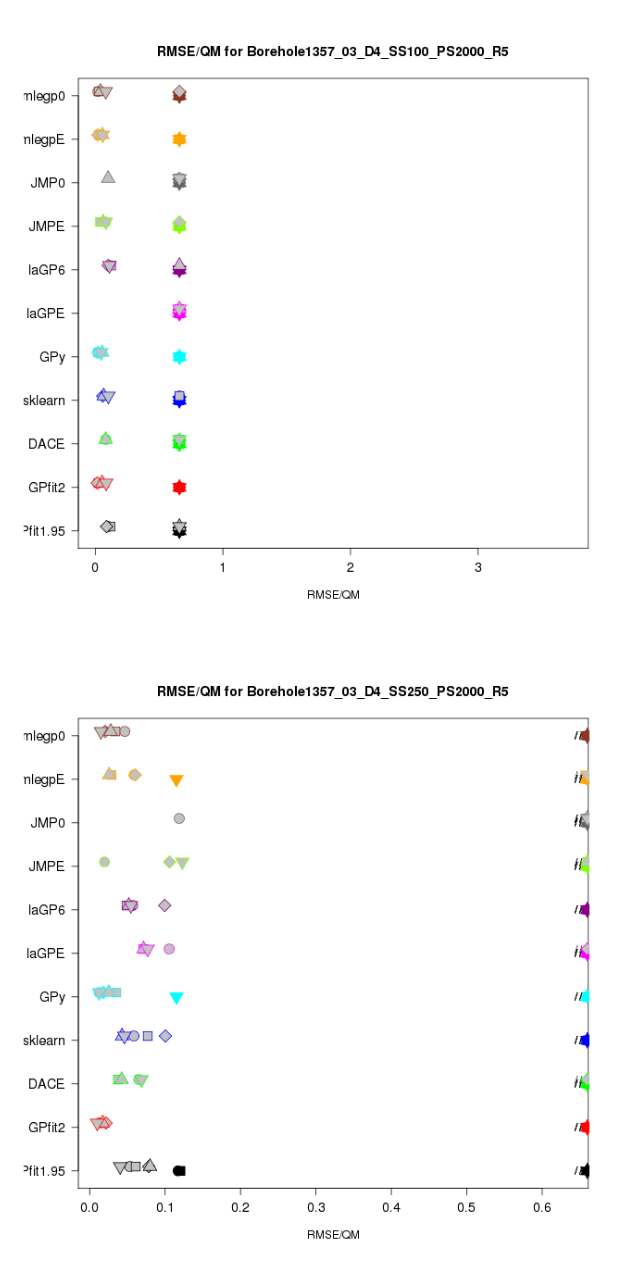 RMSE/QM for Borehole1357_03_D4_SS100_PS2000_R5
mlegp0
mlegpE
JMP0
JMPE
laGP6
laGPE
GPy
sklearn
DACE
GPfit2
Pfit1.95
0 1 2 3
RMSE/QM
RMSE/QM for Borehole1357_03_D4_SS250_PS2000_R5
mlegp0
mlegpE
JMP0
JMPE
laGP6
laGPE
GPy
sklearn
DACE
GPfit2
Pfit1.95
0.0 0.1 0.2 0.3 0.4 0.5 0.6
RMSE/QM